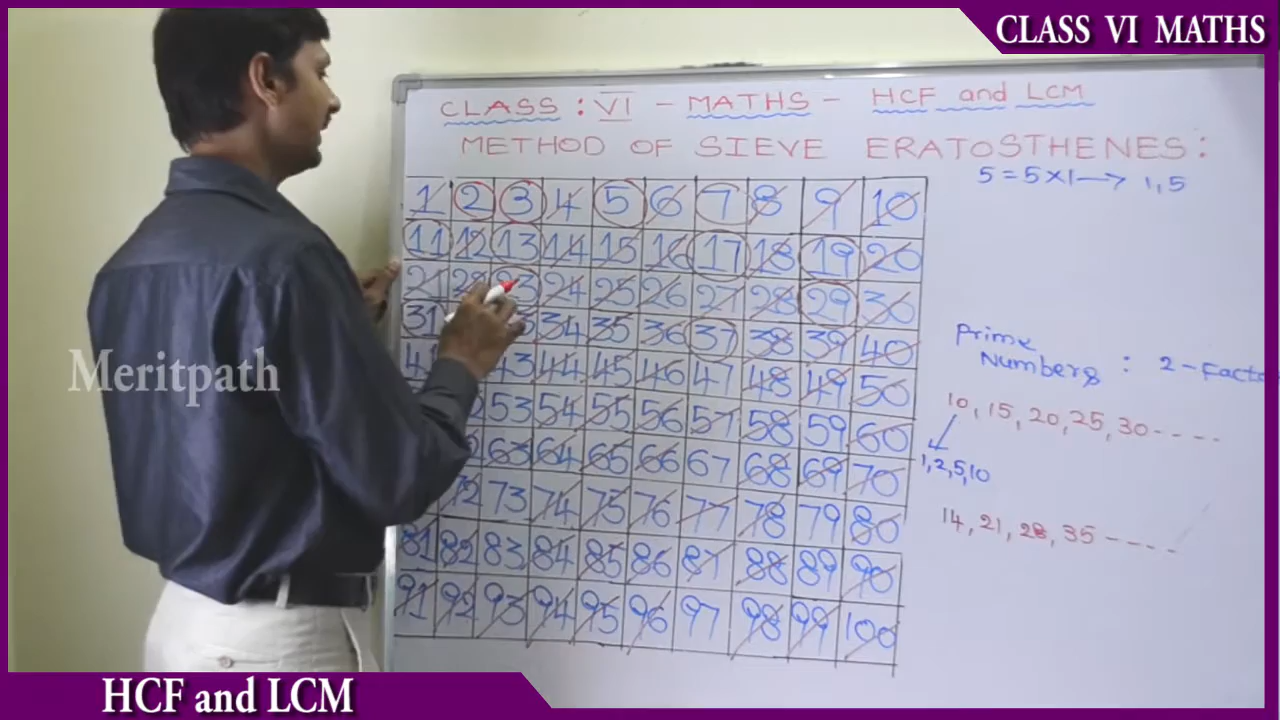 CLASS VI MATHS
CLASS : VI - MATHS - HCF and LCM
METHOD OF SIEVE ERATOSTHENES :
5 = 5 × 1 → 1, 5
1 2 3 4 5 6 7 8 9 10
11 12 13 14 15 16 17 18 19 20
21 22 23 24 25 26 27 28 29 30
31 34 35 36 37 38 39 40
43 44 45 46 47 48 49 50
53 54 55 56 57 58 59 60
63 64 65 66 67 68 69 70
72 73 74 75 76 77 78 79 80
81 82 83 84 85 86 87 88 89 90
91 92 93 94 95 96 97 98 99 100
Prime
Numbers : 2 - Facto
10, 15, 20, 25, 30 - - - -
1, 2, 5, 10
14, 21, 28, 35 - - - -
Meritpath
HCF and LCM